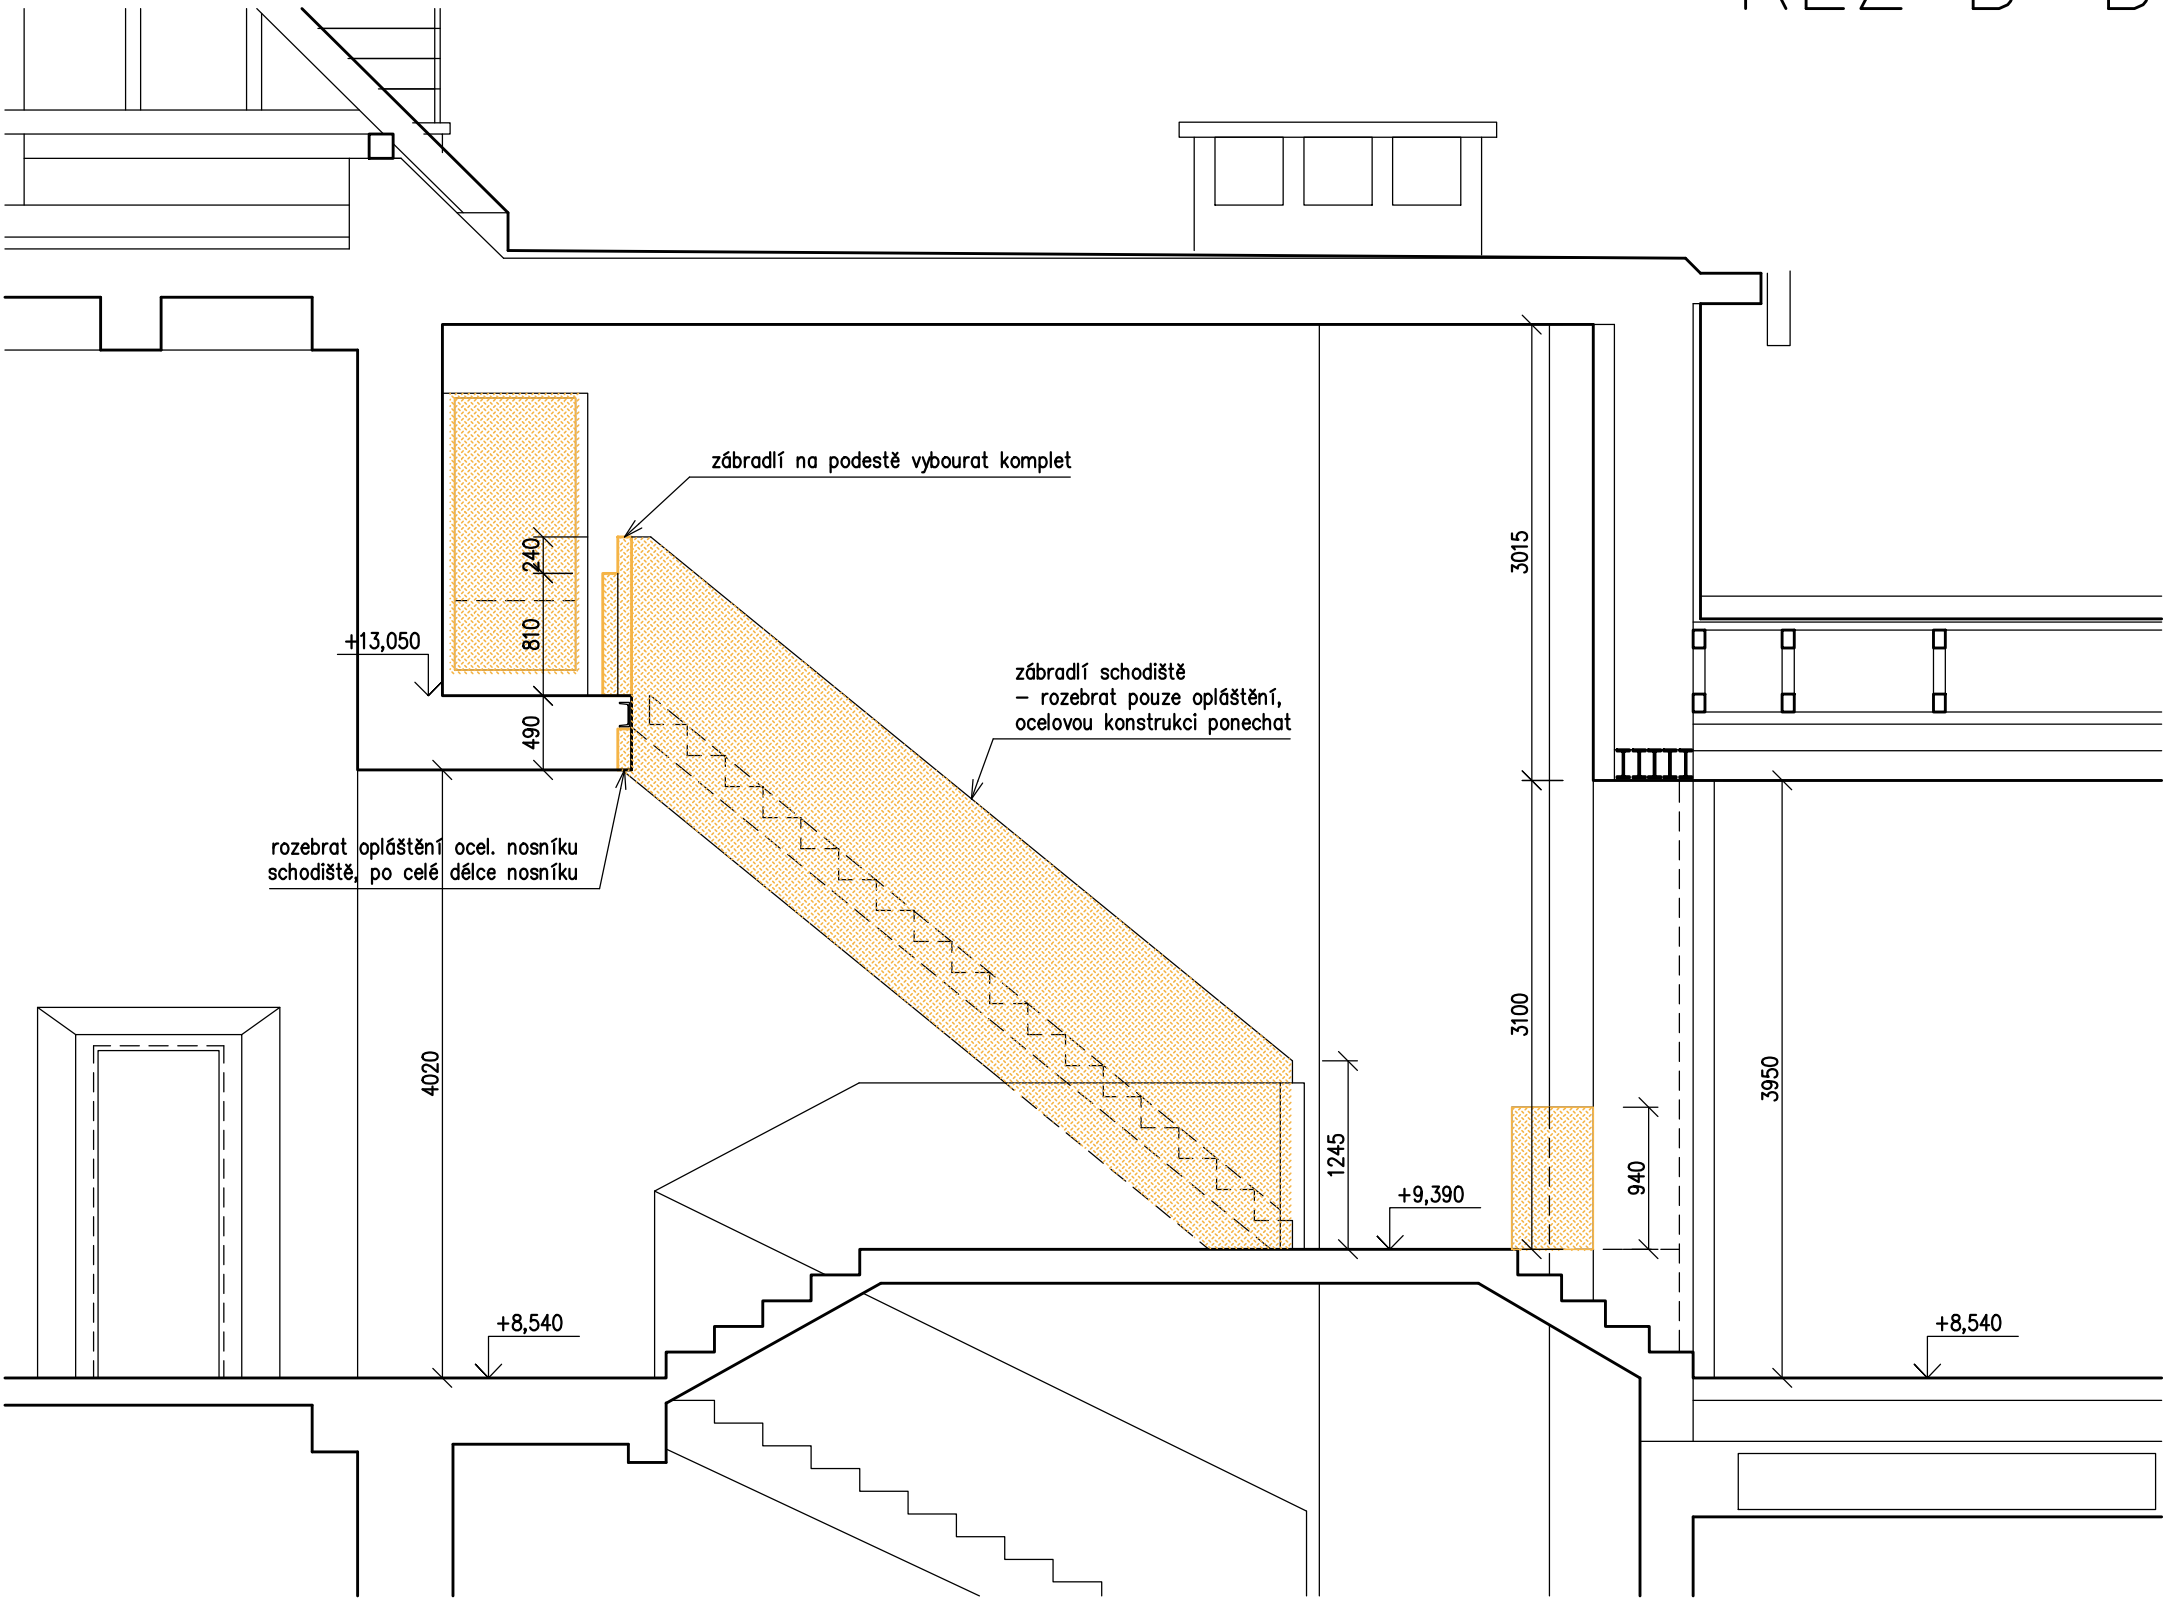 zábradlí na podestě vybourat komplet
240
3015
810
+13,050
zábradlí schodiště
– rozebrat pouze opláštění,
ocelovou konstrukci ponechat
490
rozebrat opláštění ocel. nosníku
schodiště, po celé délce nosníku
3100
4020
3950
1245
940
+9,390
+8,540
+8,540